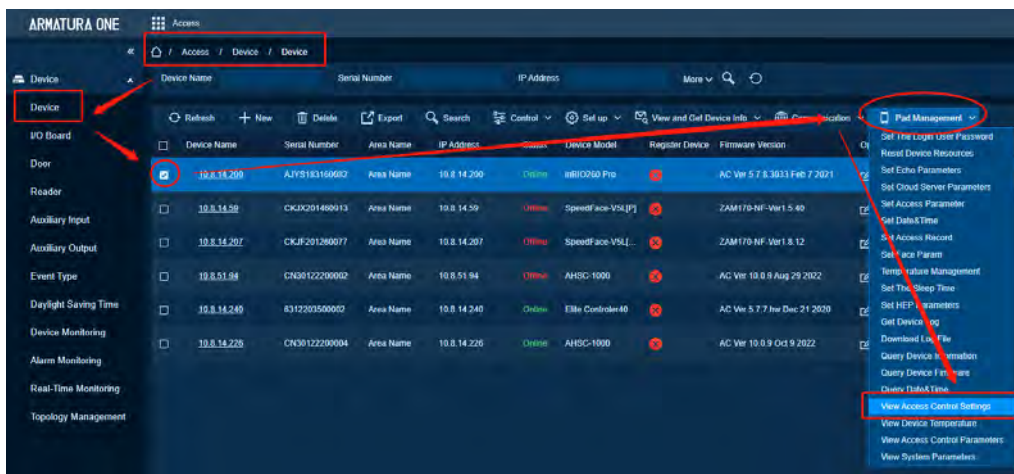 ARMATURA ONE
Access
«
/ Access / Device / Device
Device
Device
I/O Board
Door
Reader
Auxiliary Input
Auxiliary Output
Event Type
Daylight Saving Time
Device Monitoring
Alarm Monitoring
Real-Time Monitoring
Topology Management
Device Name Serial Number IP Address More
Refresh New Delete Export Search Control Set up View and Get Device Info Communication Pad Management
Device Name Serial Number Area Name IP Address Status Device Model Register Device Firmware Version
10.8.14.200 AJYS183160002 Area Name 10.8.14.200 Online Pro AC Ver 5.7.8.3033 Feb 7 2021
10.8.14.59 CKJX201460013 Area Name 10.8.14.59 Offline SpeedFace-V5L[P] ZAM170-NF-Ver1.5.40
10.8.14.207 CKJF201260077 Area Name 10.8.14.207 Offline SpeedFace-V5L[... ZAM170-NF-Ver1.8.12
10.8.51.94 CN30122200002 Area Name 10.8.51.94 Offline AHSC-1000 AC Ver 10.0.9 Aug 29 2022
10.8.14.240 6312203500002 Area Name 10.8.14.240 Online Elite Controler40 AC Ver 5.7.7 Dec 21 2020
10.8.14.226 CN30122200004 Area Name 10.8.14.226 Online AHSC-1000 AC Ver 10.0.9 Oct 9 2022
Set The Login User Password
Reset Device Resources
Set Echo Parameters
Set Cloud Server Parameters
Set Access Parameter
Set Date&Time
Set Access Record
Set Face Param
Temperature Management
Set The Sleep Time
Set HEP Parameters
Get Device Log
Download Log File
Query Device Information
Query Device Firmware
Query Date&Time
View Access Control Settings
View Device Temperature
View Access Control Parameters
View System Parameters